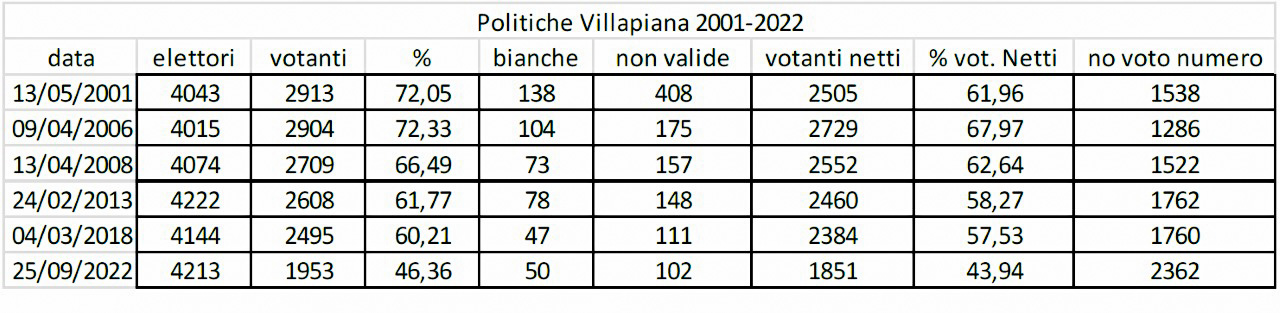 Politiche Villapiana 2001-2022
data elettori votanti % bianche non valide votanti netti % vot. Netti no voto numero
13/05/2001 4043 2913 72,05 138 408 2505 61,96 1538
09/04/2006 4015 2904 72,33 104 175 2729 67,97 1286
13/04/2008 4074 2709 66,49 73 157 2552 62,64 1522
24/02/2013 4222 2608 61,77 78 148 2460 58,27 1762
04/03/2018 4144 2495 60,21 47 111 2384 57,53 1760
25/09/2022 4213 1953 46,36 50 102 1851 43,94 2362